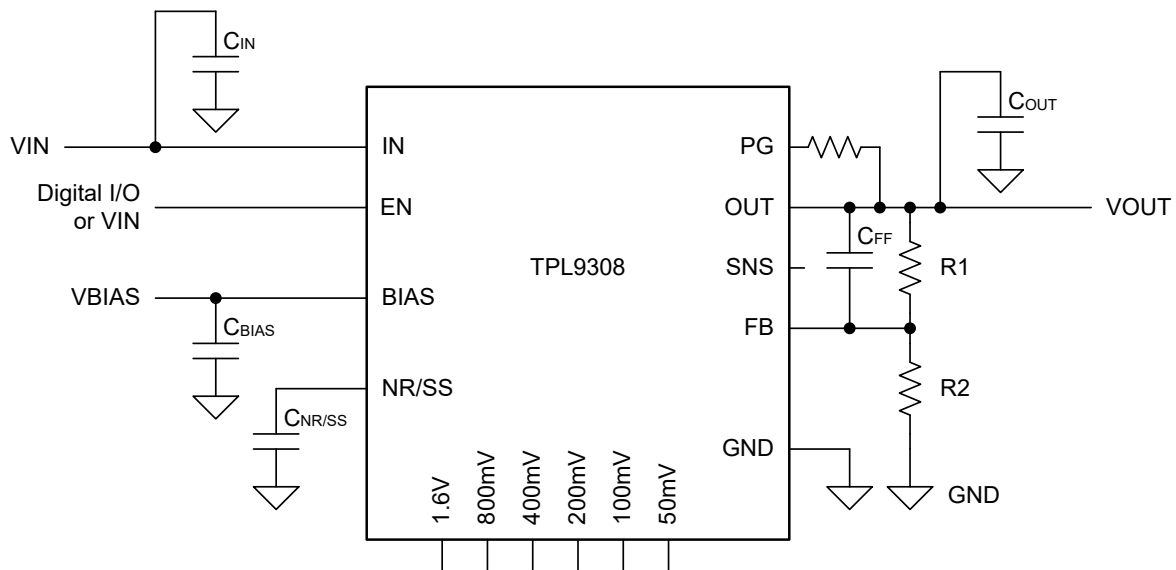 CIN
COUT
VIN
IN
PG
Digital I/O
or VIN
EN
OUT
VOUT
CFF
TPL9308
SNS
R1
VBIAS
BIAS
FB
CBIAS
NR/SS
R2
CNR/SS
GND
GND
1.6V
800mV
400mV
200mV
100mV
50mV